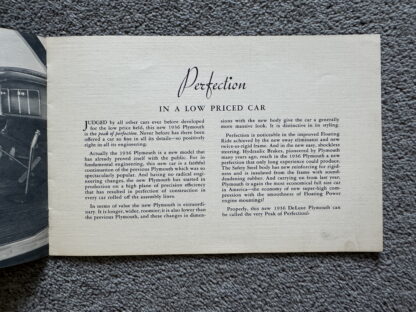 Perfection
IN A LOW PRICED CAR
JUDGED by all other cars ever before developed
for the low price field, this new 1936 Plymouth
is the peak of perfection. Never before has there been
offered a car so fine in all its details—so positively
right in all its engineering.
Actually the 1936 Plymouth is a new model that
has already proved itself with the public. For in
fundamental engineering, this new car is a faithful
continuation of the previous Plymouth which was so
spectacularly popular. And having no radical engi-
neering changes, the new Plymouth has started in
production on a high plane of precision efficiency
that has resulted in perfection of construction in
every car rolled off the assembly lines.
In terms of value the new Plymouth is extraordi-
nary. It is longer, wider, roomier; it is also lower than
the previous Plymouth, and these changes in dimen-
sions with the new body give the car a generally
more massive look. It is distinctive in its styling.
Perfection is noticeable in the improved Floating
Ride achieved by the new sway eliminator and new
twice-as-rigid frame. And in the new easy, shockless
steering. Hydraulic Brakes, pioneered by Plymouth
many years ago, reach in the 1936 Plymouth a new
perfection that only long experience could produce.
The Safety Steel body has new reinforcing for rigid-
ness and is insulated from the frame with sound-
deadening rubber. And carrying on from last year,
Plymouth is again the most economical full size car
in America—the economy of new super-high comp-
ression with the smoothness of Floating Power
engine mountings!
Properly, this new 1936 DeLuxe Plymouth can
be called the very Peak of Perfection!